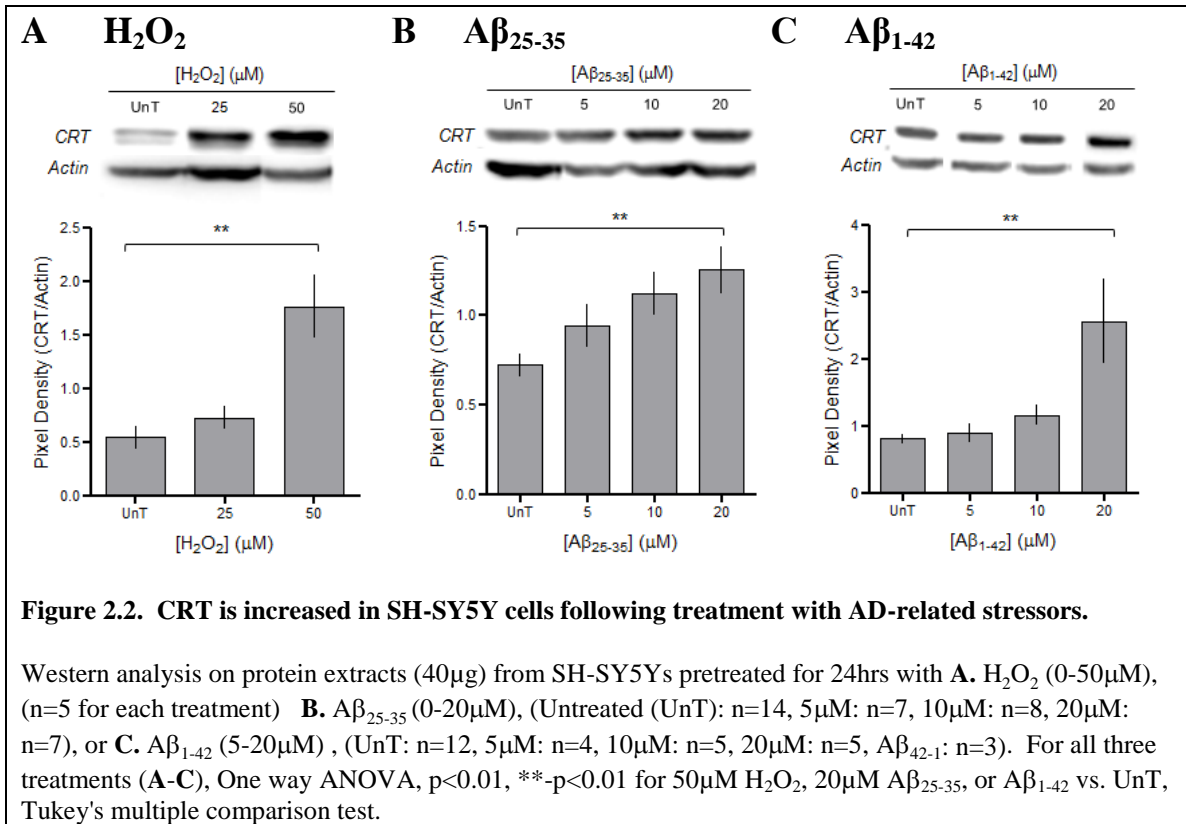 A H₂O₂ B Aβ₂₅₋₃₅ C Aβ₁₋₄₂
[H₂O₂] (µM)
UnT 25 50
CRT
Actin
2.5
2.0
1.5
1.0
0.5
0.0
Pixel Density (CRT/Actin)
**
UnT 25 50
[H₂O₂] (µM)
[Aβ₂₅₋₃₅] (µM)
UnT 5 10 20
CRT
Actin
1.5
1.0
0.5
0.0
Pixel Density (CRT/Actin)
**
UnT 5 10 20
[Aβ₂₅₋₃₅] (µM)
[Aβ₁₋₄₂] (µM)
UnT 5 10 20
CRT
Actin
4
3
2
1
0
Pixel Density (CRT/Actin)
**
UnT 5 10 20
[Aβ₁₋₄₂] (µM)
Figure 2.2. CRT is increased in SH-SY5Y cells following treatment with AD-related stressors.
Western analysis on protein extracts (40µg) from SH-SY5Ys pretreated for 24hrs with A. H₂O₂ (0-50µM),
(n=5 for each treatment) B. Aβ₂₅₋₃₅ (0-20µM), (Untreated (UnT): n=14, 5µM: n=7, 10µM: n=8, 20µM:
n=7), or C. Aβ₁₋₄₂ (5-20µM) , (UnT: n=12, 5µM: n=4, 10µM: n=5, 20µM: n=5, Aβ₄₂₋₁: n=3). For all three
treatments (A-C), One way ANOVA, p<0.01, **-p<0.01 for 50µM H₂O₂, 20µM Aβ₂₅₋₃₅, or Aβ₁₋₄₂ vs. UnT,
Tukey's multiple comparison test.